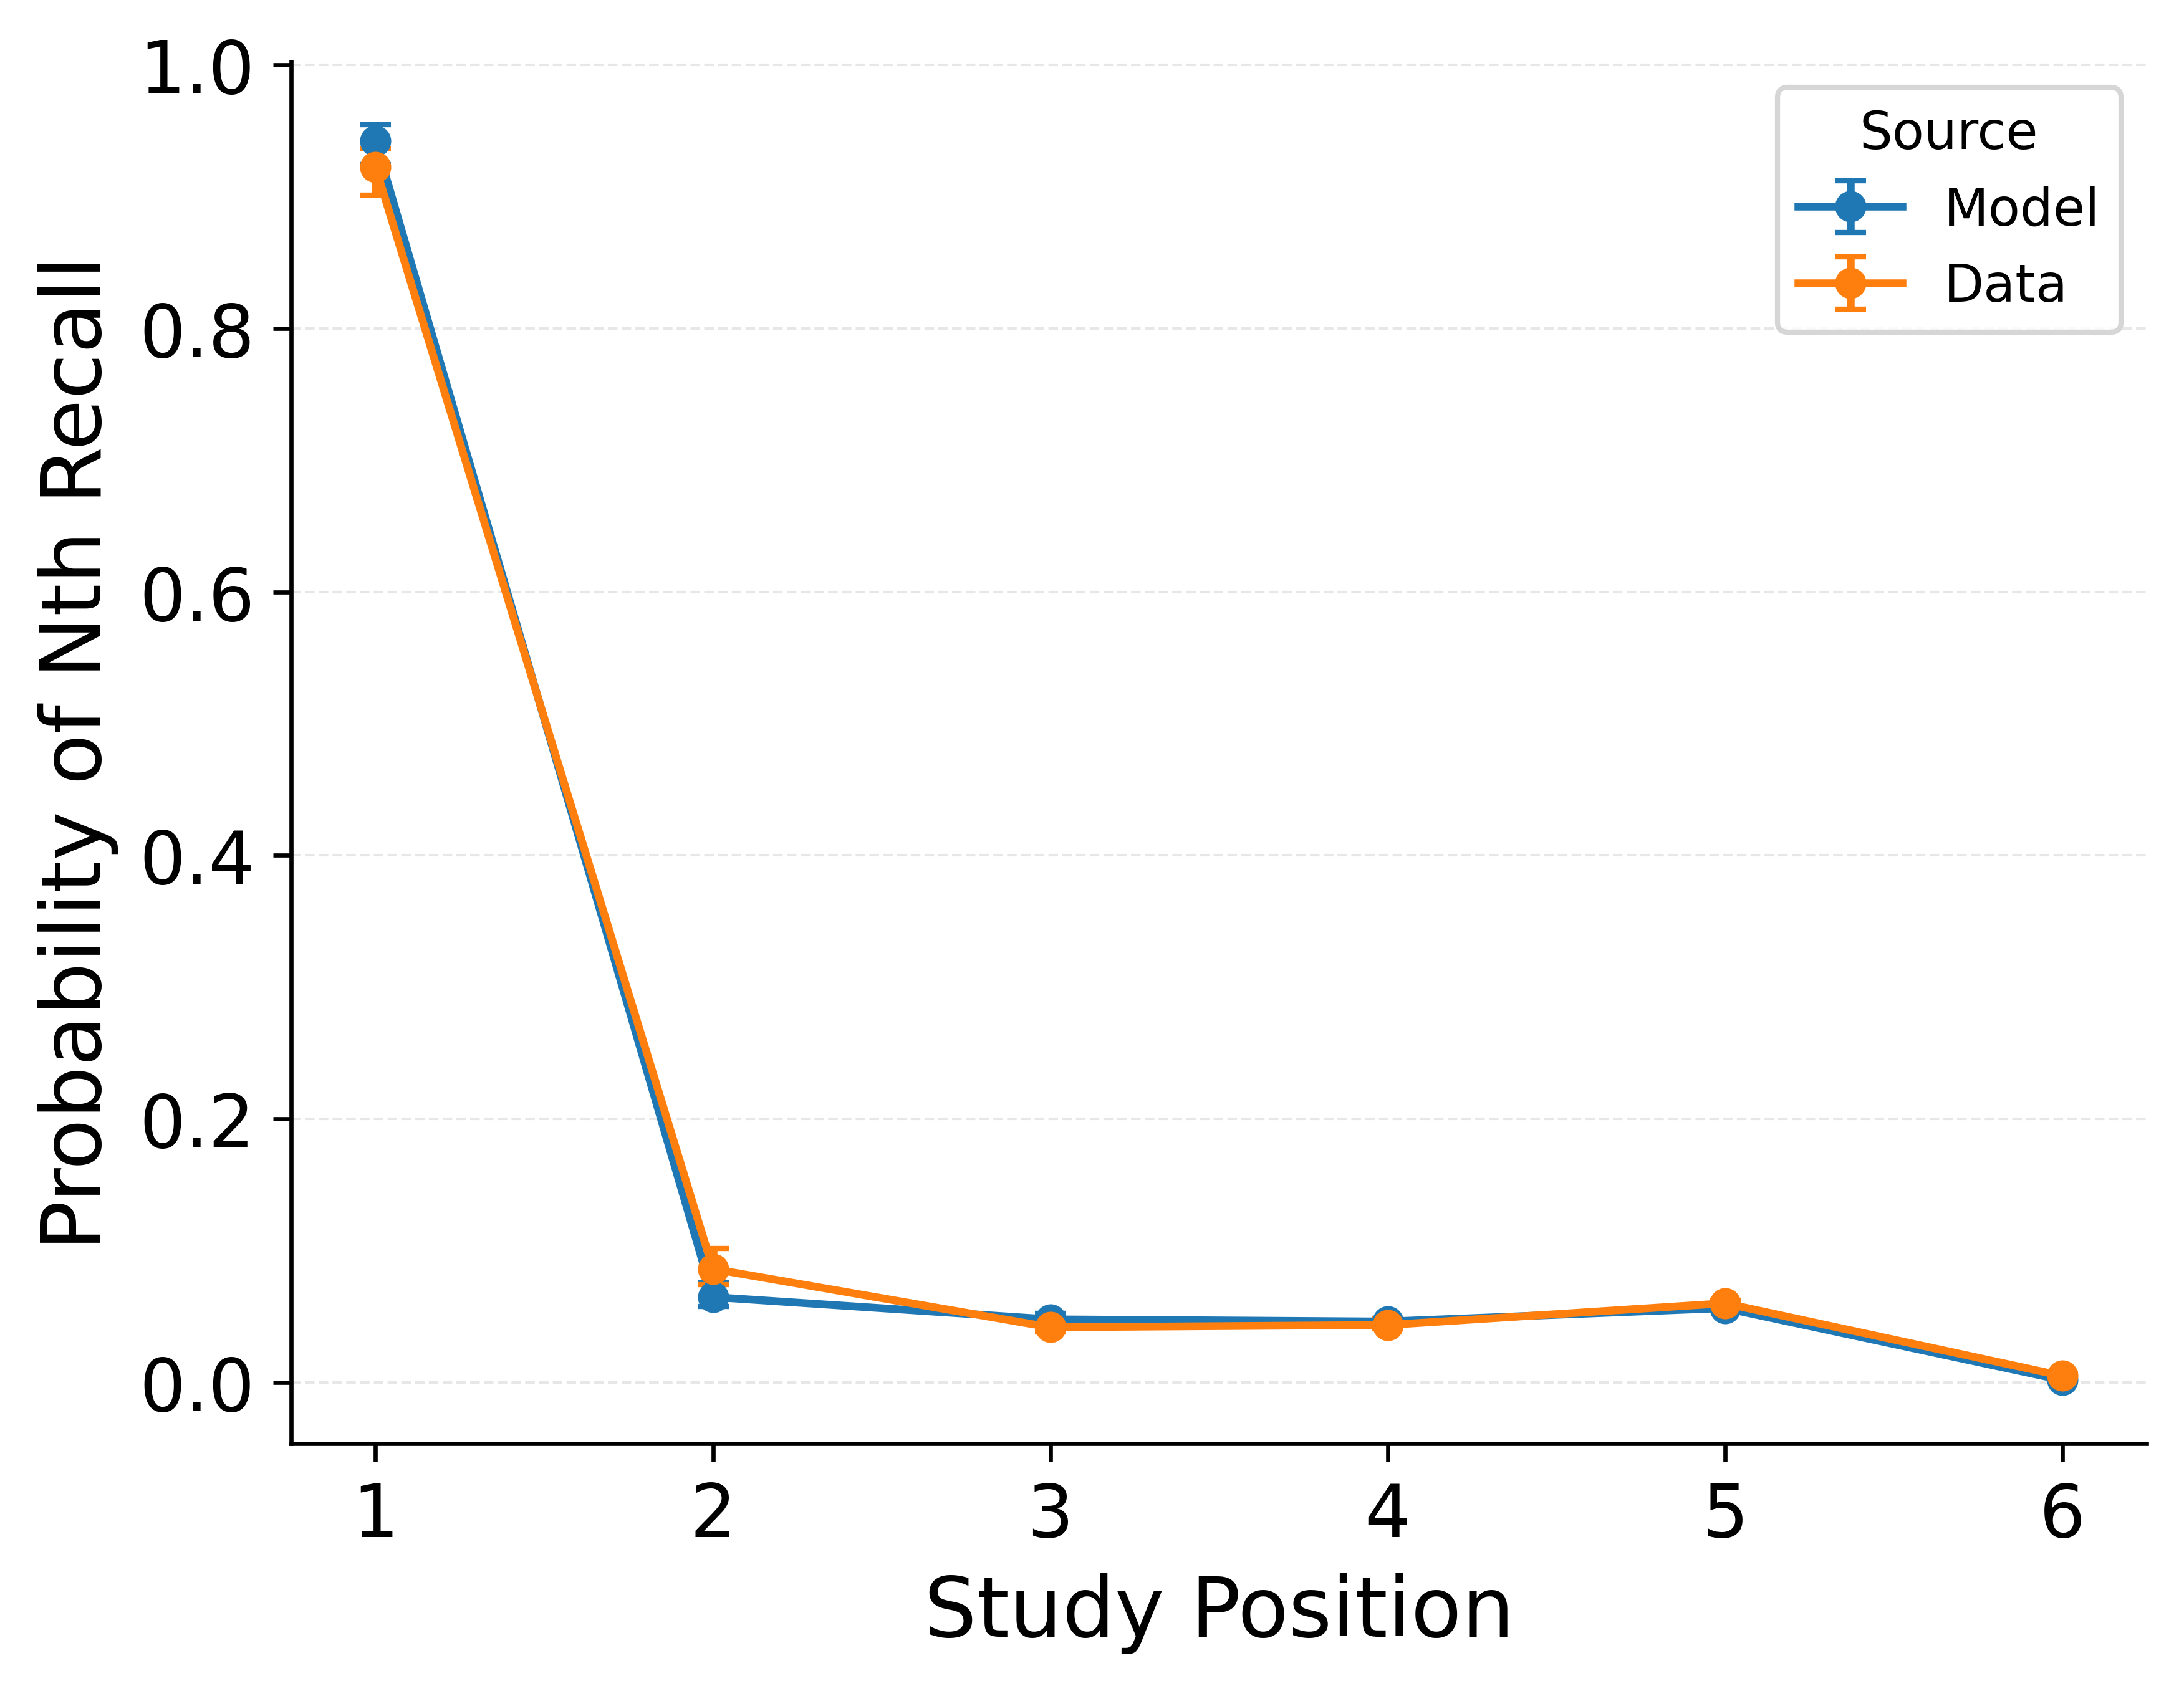 Probability of Nth Recall
1.0
0.8
0.6
0.4
0.2
0.0
Source
Model
Data
1 2 3 4 5 6
Study Position